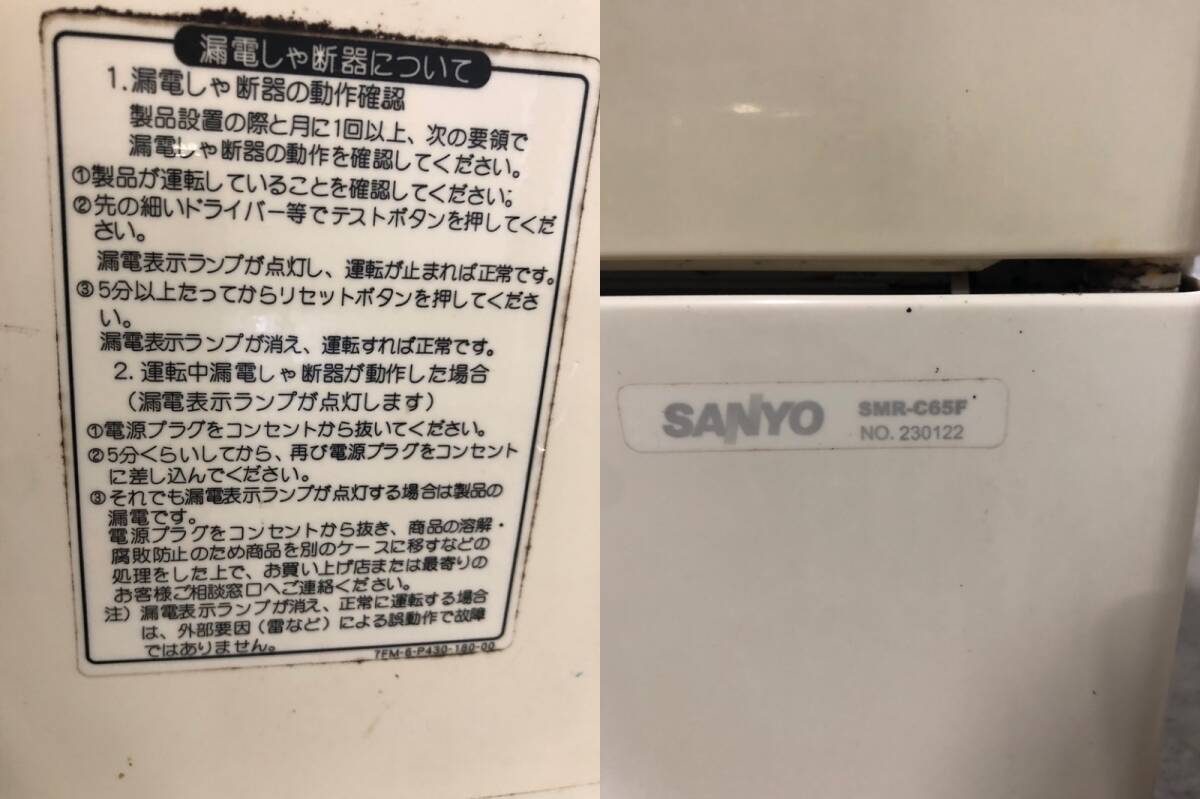 漏電しゃ断器について
1.漏電しゃ断器の動作確認
製品設置の際と月に1回以上、次の要領で
漏電しゃ断器の動作を確認してください。
①製品が運転していることを確認してください。
②先の細いドライバー等でテストボタンを押してくだ
さい。
漏電表示ランプが点灯し、運転が止まれば正常です。
③5分以上たってからリセットボタンを押してくださ
い。
漏電表示ランプが消え、運転すれば正常です。
2.運転中漏電しゃ断器が動作した場合
（漏電表示ランプが点灯します）
①電源プラグをコンセントから抜いてください。
②5分くらいしてから、再び電源プラグをコンセント
に差し込んでください。
③それでも漏電表示ランプが点灯する場合は製品の
漏電です。
電源プラグをコンセントから抜き、商品の溶解・
腐敗防止のため商品を別のケースに移すなどの
処理をした上で、お買い上げ店または最寄りの
お客様ご相談窓口へご連絡ください。
注）漏電表示ランプが消え、正常に運転する場合
は、外部要因（雷など）による誤動作で故障
ではありません。
7FM-6-P430-180-00
SANYO SMR-C65F
NO. 230122